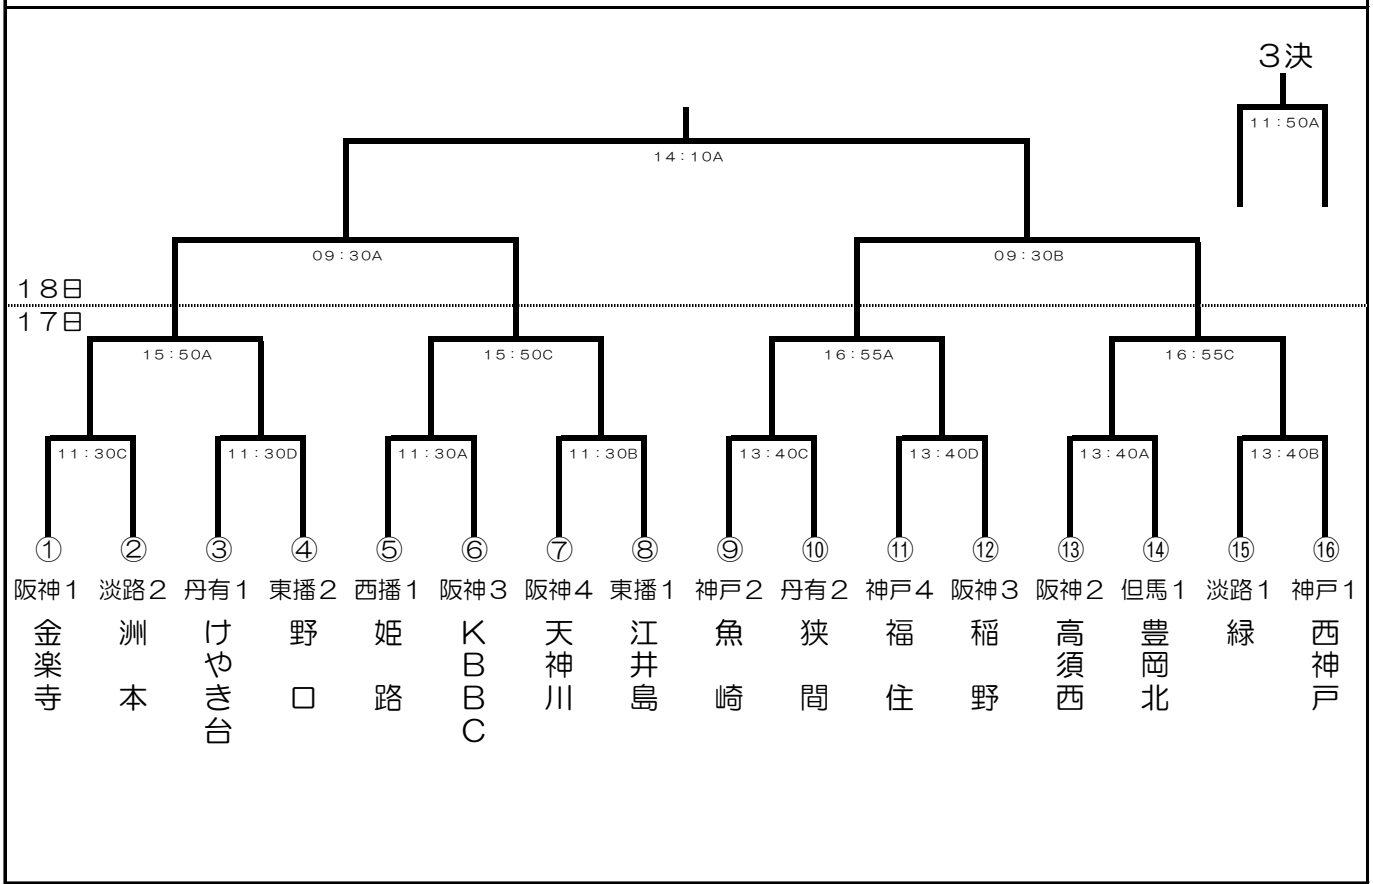 ３決
１１：５０A
１４：１０A
０９：３０A
０９：３０B
１８日
１７日
１５：５０A
１５：５０C
１６：５５A
１６：５５C
１１：３０C
１１：３０D
１１：３０A
１１：３０B
１３：４０C
１３：４０D
１３：４０A
１３：４０B
① ② ③ ④ ⑤ ⑥ ⑦ ⑧ ⑨ ⑩ ⑪ ⑫ ⑬ ⑭ ⑮ ⑯
阪神１ 淡路２ 丹有１ 東播２ 西播１ 阪神３ 阪神４ 東播１ 神戸２ 丹有２ 神戸４ 阪神３ 阪神２ 但馬１ 淡路１ 神戸１
金楽寺
洲本
けやき台
野口
姫路
KBBC
天神川
江井島
魚崎
狭間
福住
稲野
高須西
豊岡北
緑
西神戸